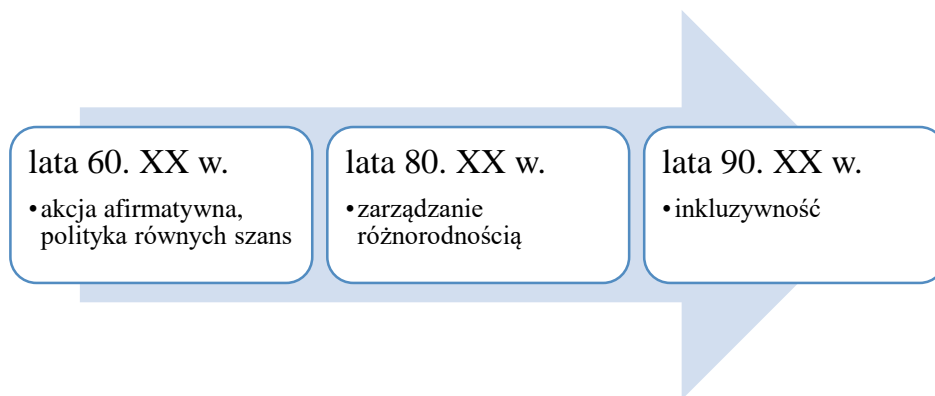 lata 60. XX w.
•akcja afirmatywna,
polityka równych szans
lata 80. XX w.
•zarządzanie
różnorodnością
lata 90. XX w.
•inkluzywność